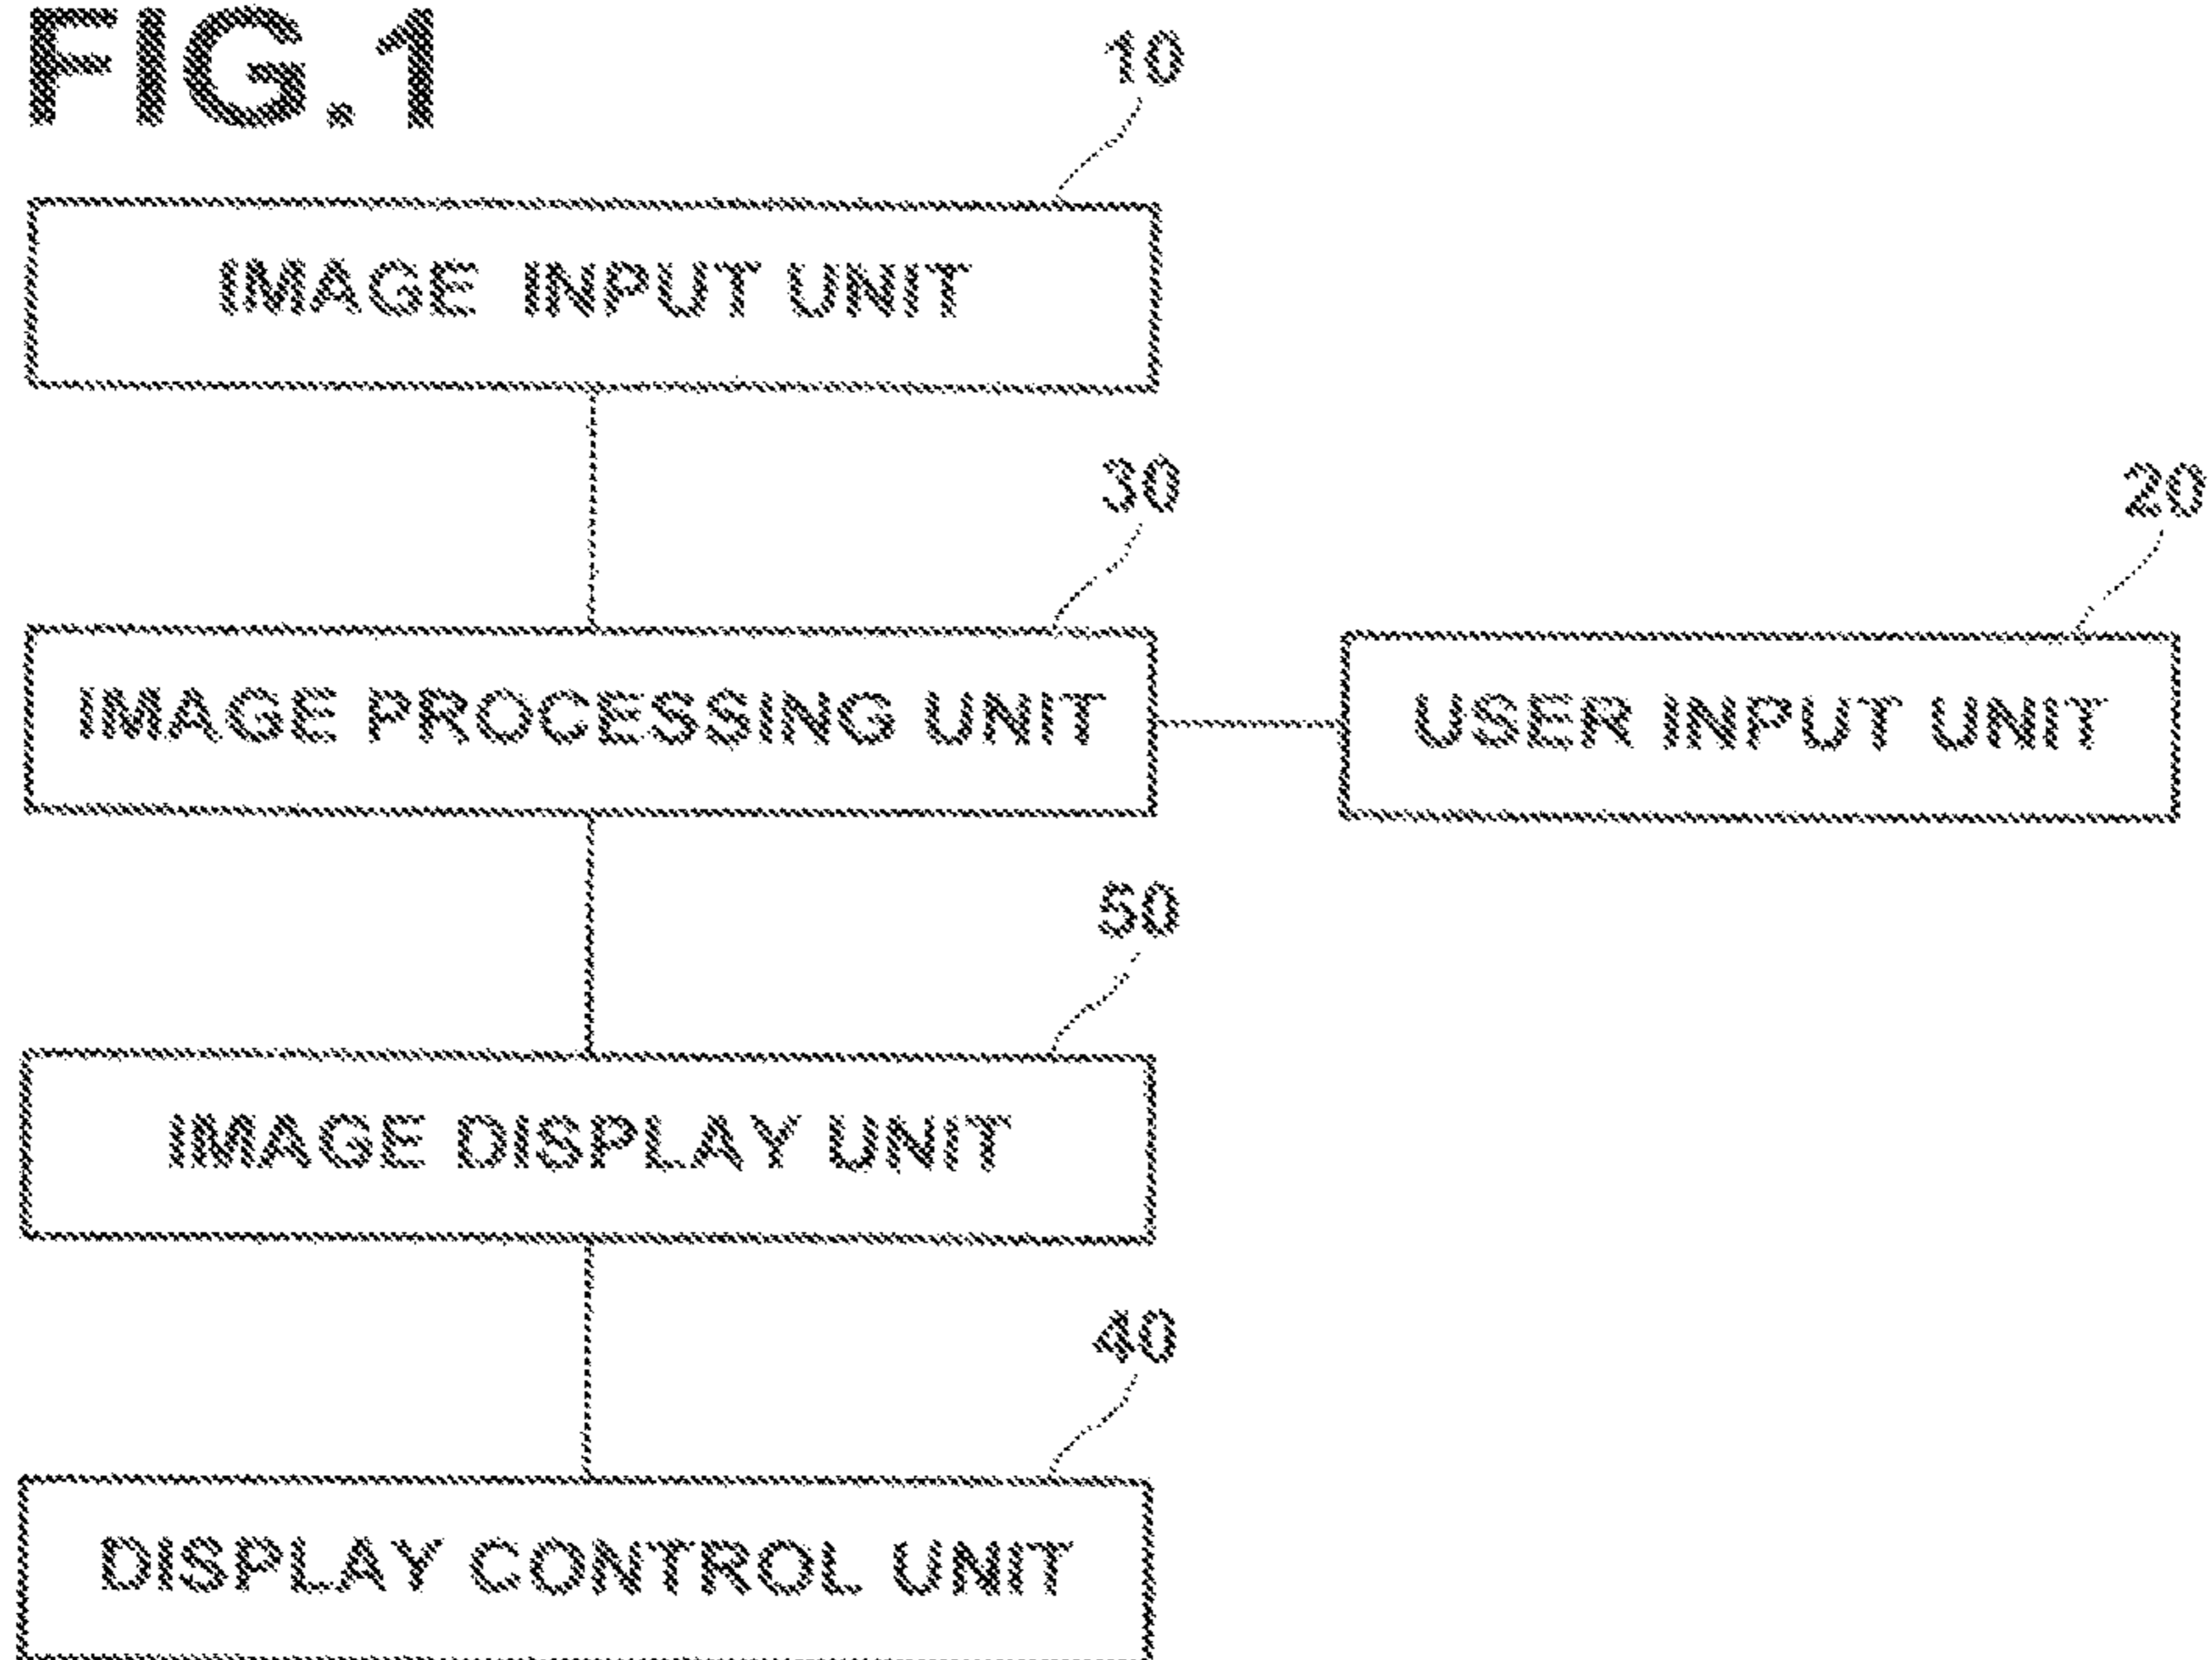 FIG.1
10
IMAGE INPUT UNIT
30
20
IMAGE PROCESSING UNIT
USER INPUT UNIT
50
IMAGE DISPLAY UNIT
40
DISPLAY CONTROL UNIT